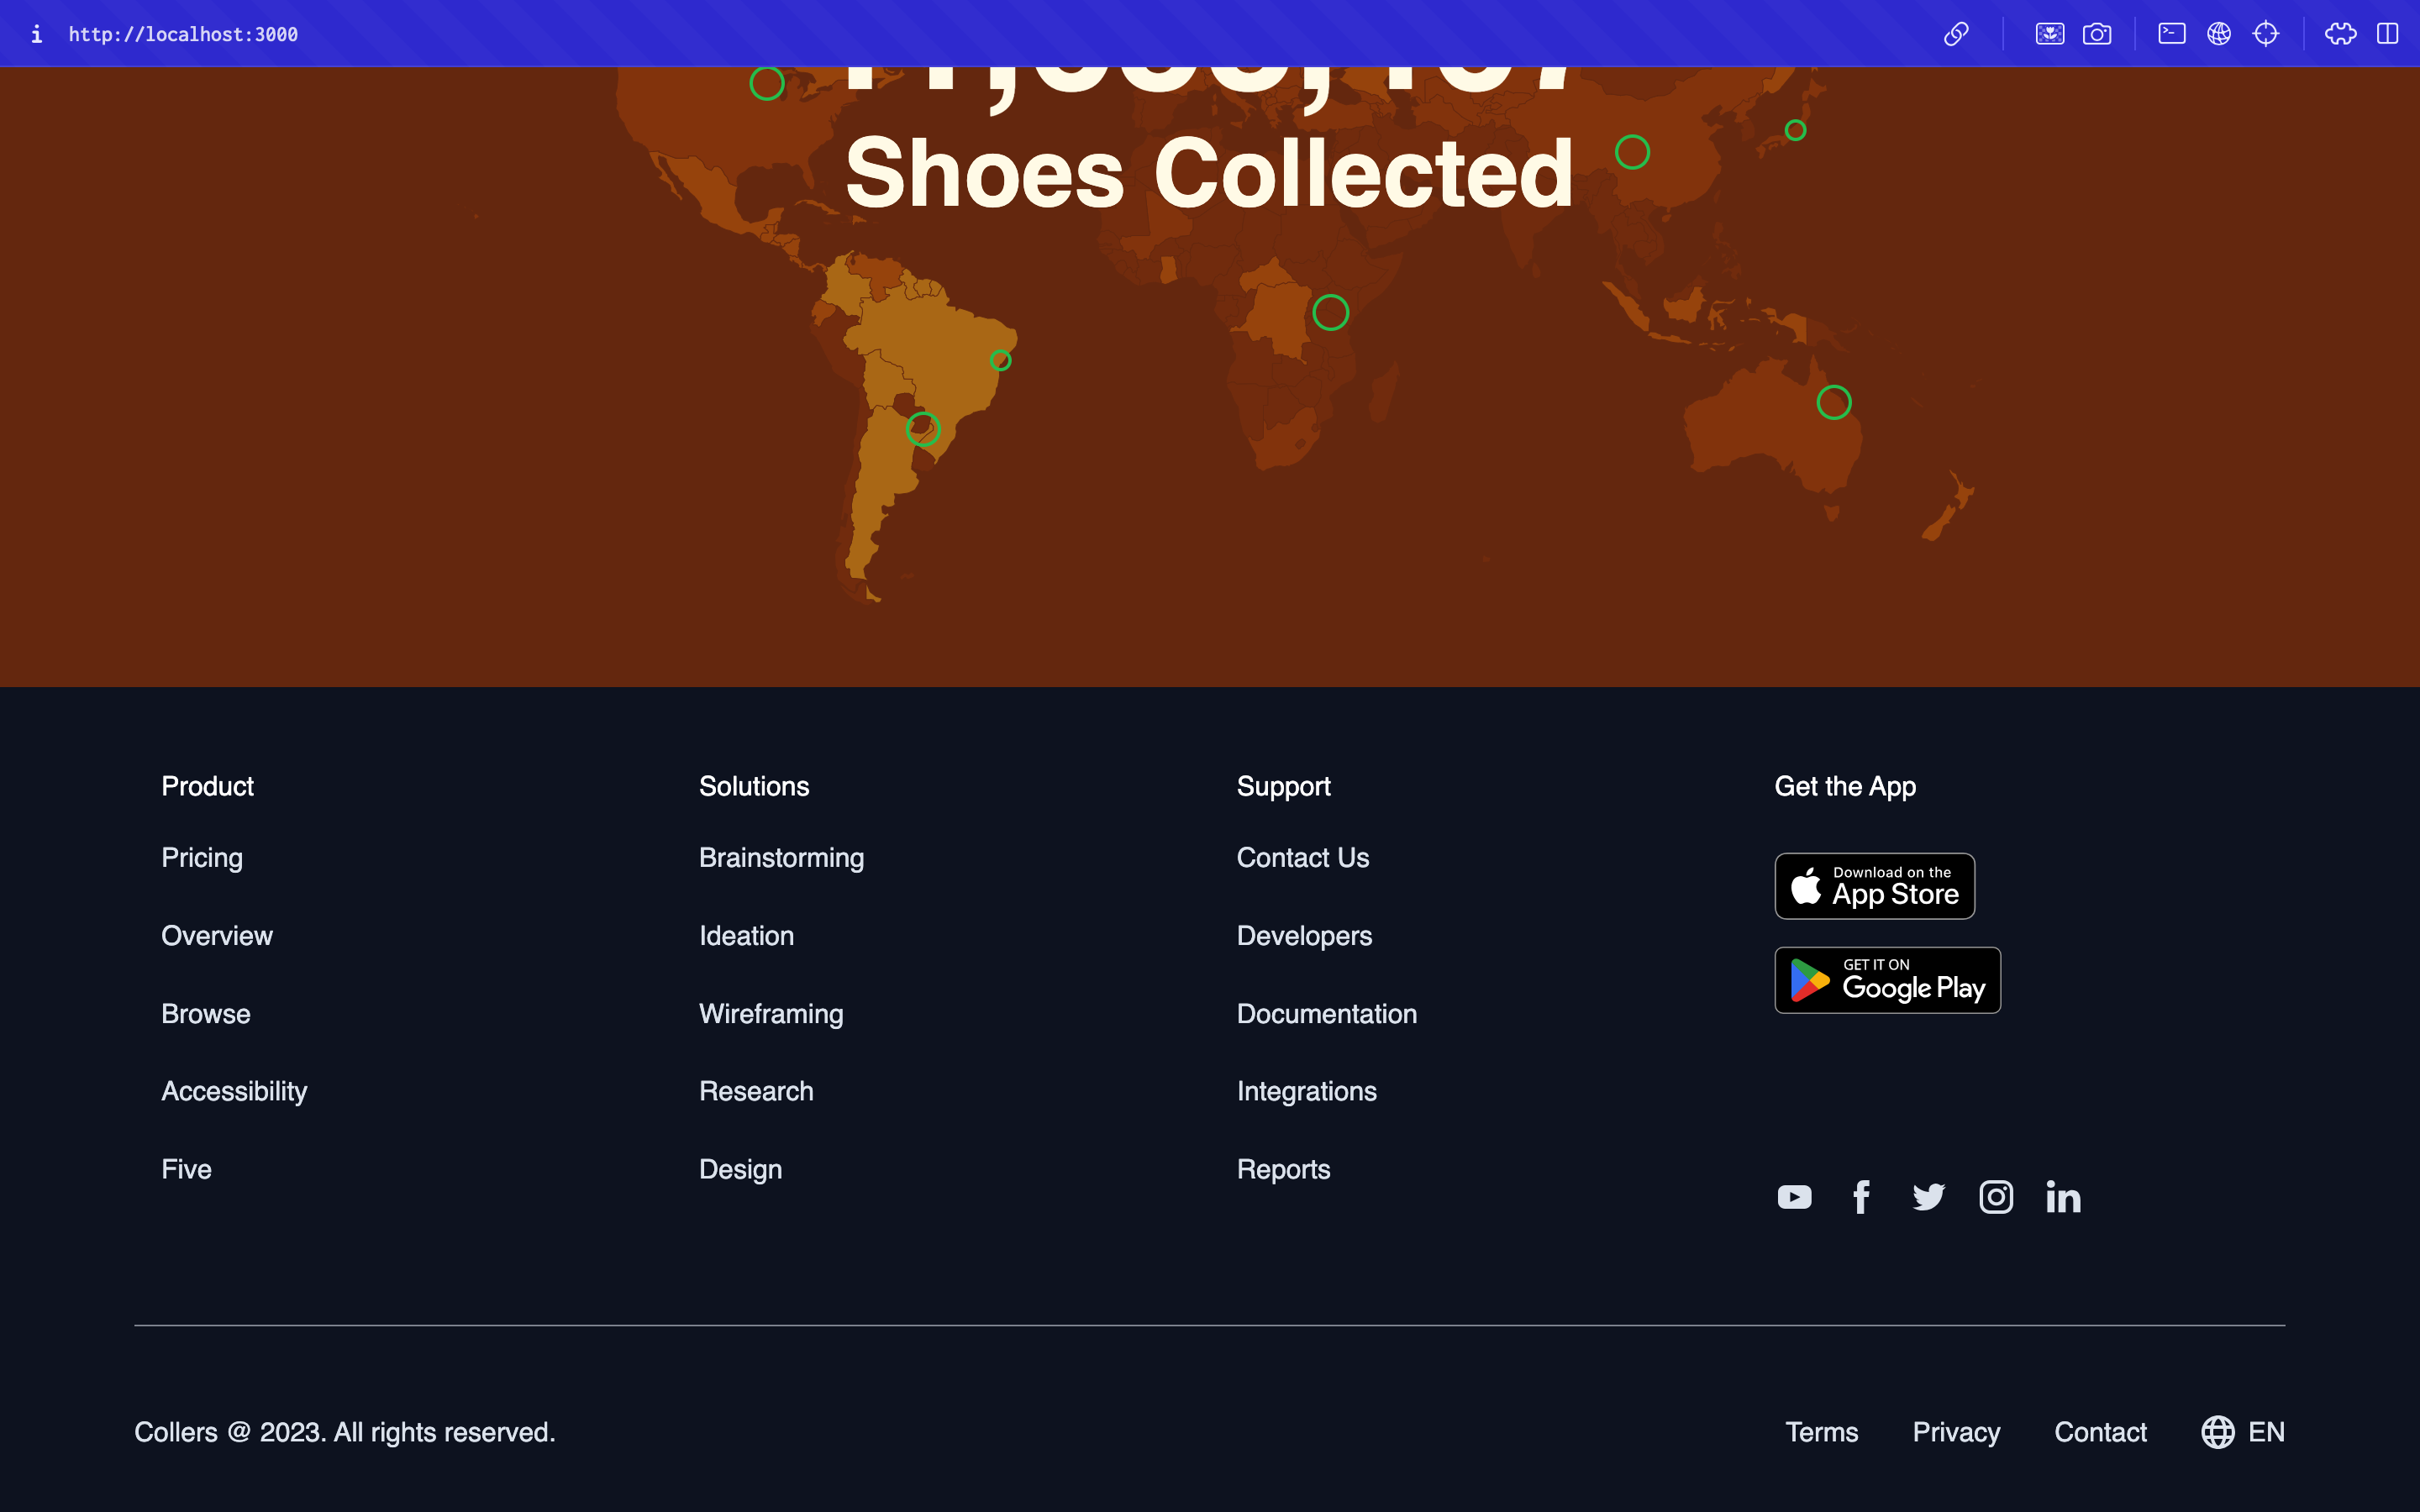 http://localhost:3000
Shoes Collected
Product
Pricing
Overview
Browse
Accessibility
Five
Solutions
Brainstorming
Ideation
Wireframing
Research
Design
Support
Contact Us
Developers
Documentation
Integrations
Reports
Get the App
Download on the
App Store
GET IT ON
Google Play
Collers @ 2023. All rights reserved.
Terms
Privacy
Contact
EN